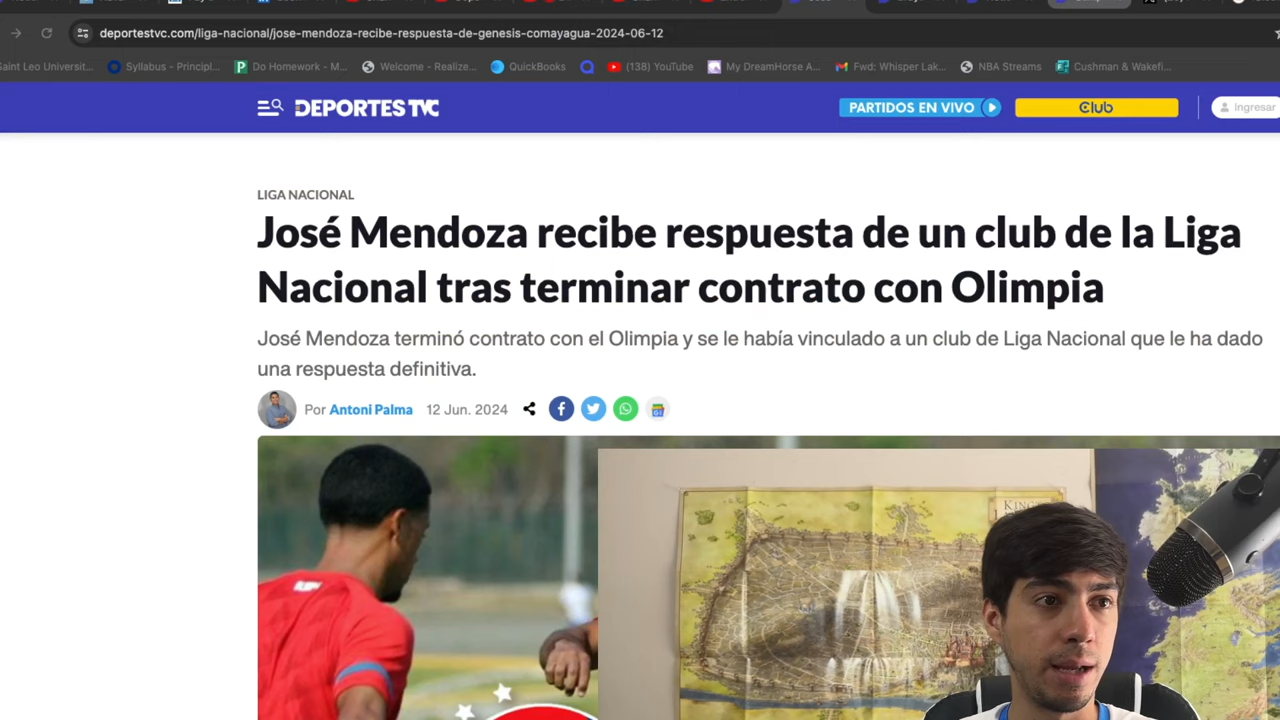 deportestvc.com/liga-nacional/jose-mendoza-recibe-respuesta-de-genesis-comayagua-2024-06-12
Saint Leo Universit... Syllabus - Principl... Do Homework - M... Welcome - Realize... QuickBooks (138) YouTube My DreamHorse A... Fwd: Whisper Lak... NBA Streams Cushman & Wakefi...
DEPORTES TVC PARTIDOS EN VIVO Club Ingresar
LIGA NACIONAL
José Mendoza recibe respuesta de un club de la Liga
Nacional tras terminar contrato con Olimpia
José Mendoza terminó contrato con el Olimpia y se le había vinculado a un club de Liga Nacional que le ha dado
una respuesta definitiva.
Por Antoni Palma 12 Jun. 2024